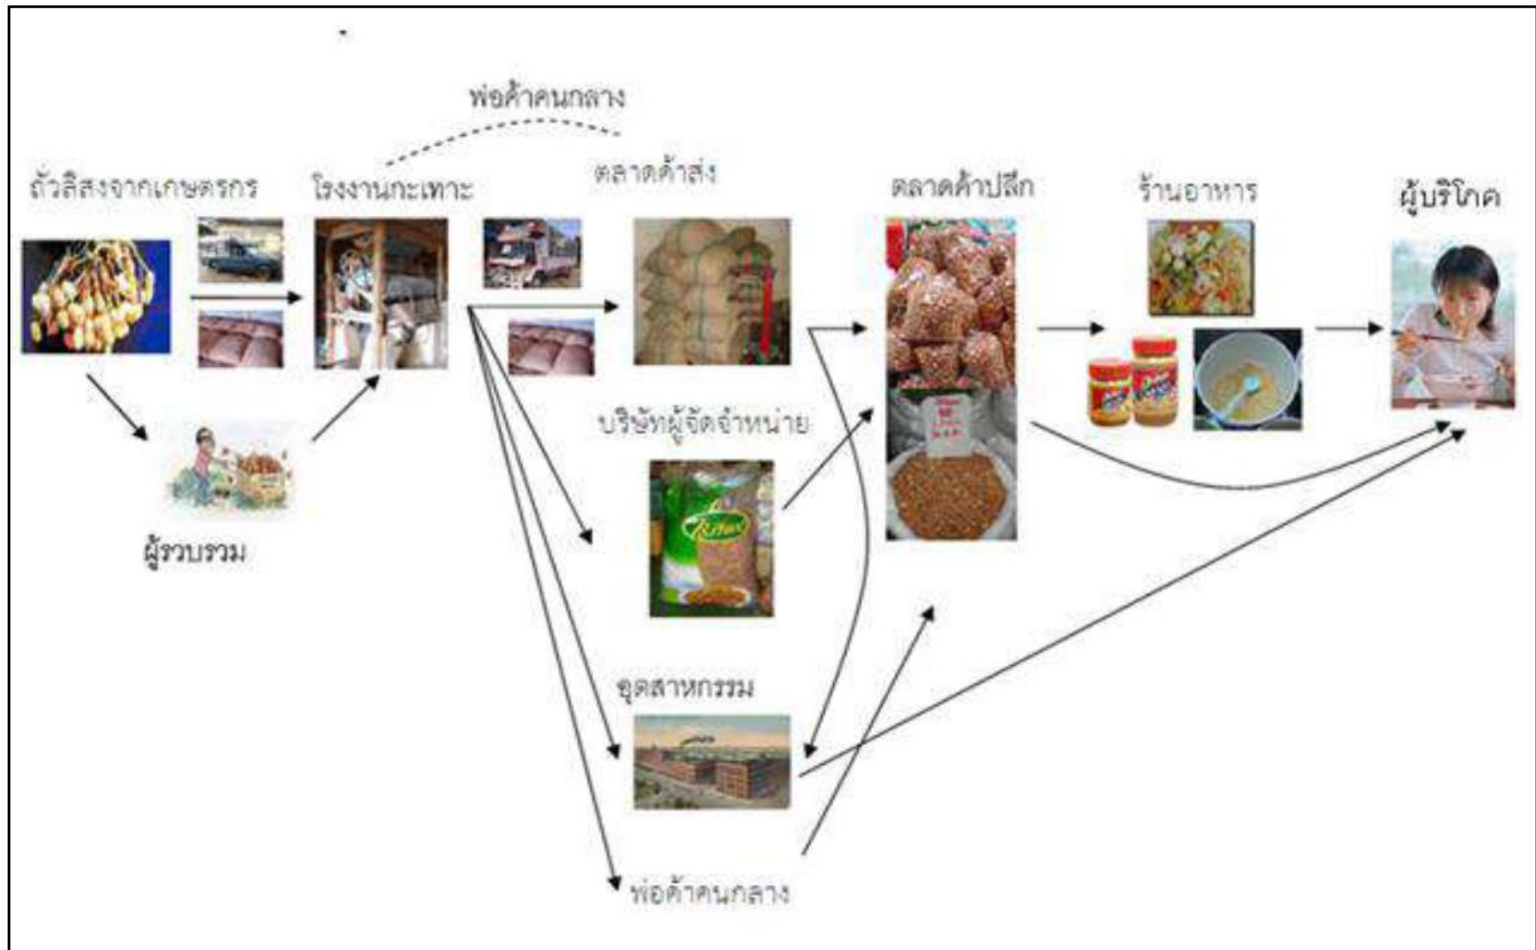 พ่อค้าคนกลาง
ถั่วลิสงจากเกษตรกร
โรงงานกะเทาะ
ตลาดค้าส่ง
ตลาดค้าปลีก
ร้านอาหาร
ผู้บริโภค
บริษัทผู้จัดจำหน่าย
ผู้รวบรวม
ไร่ทิพย์
อุตสาหกรรม
พ่อค้าคนกลาง